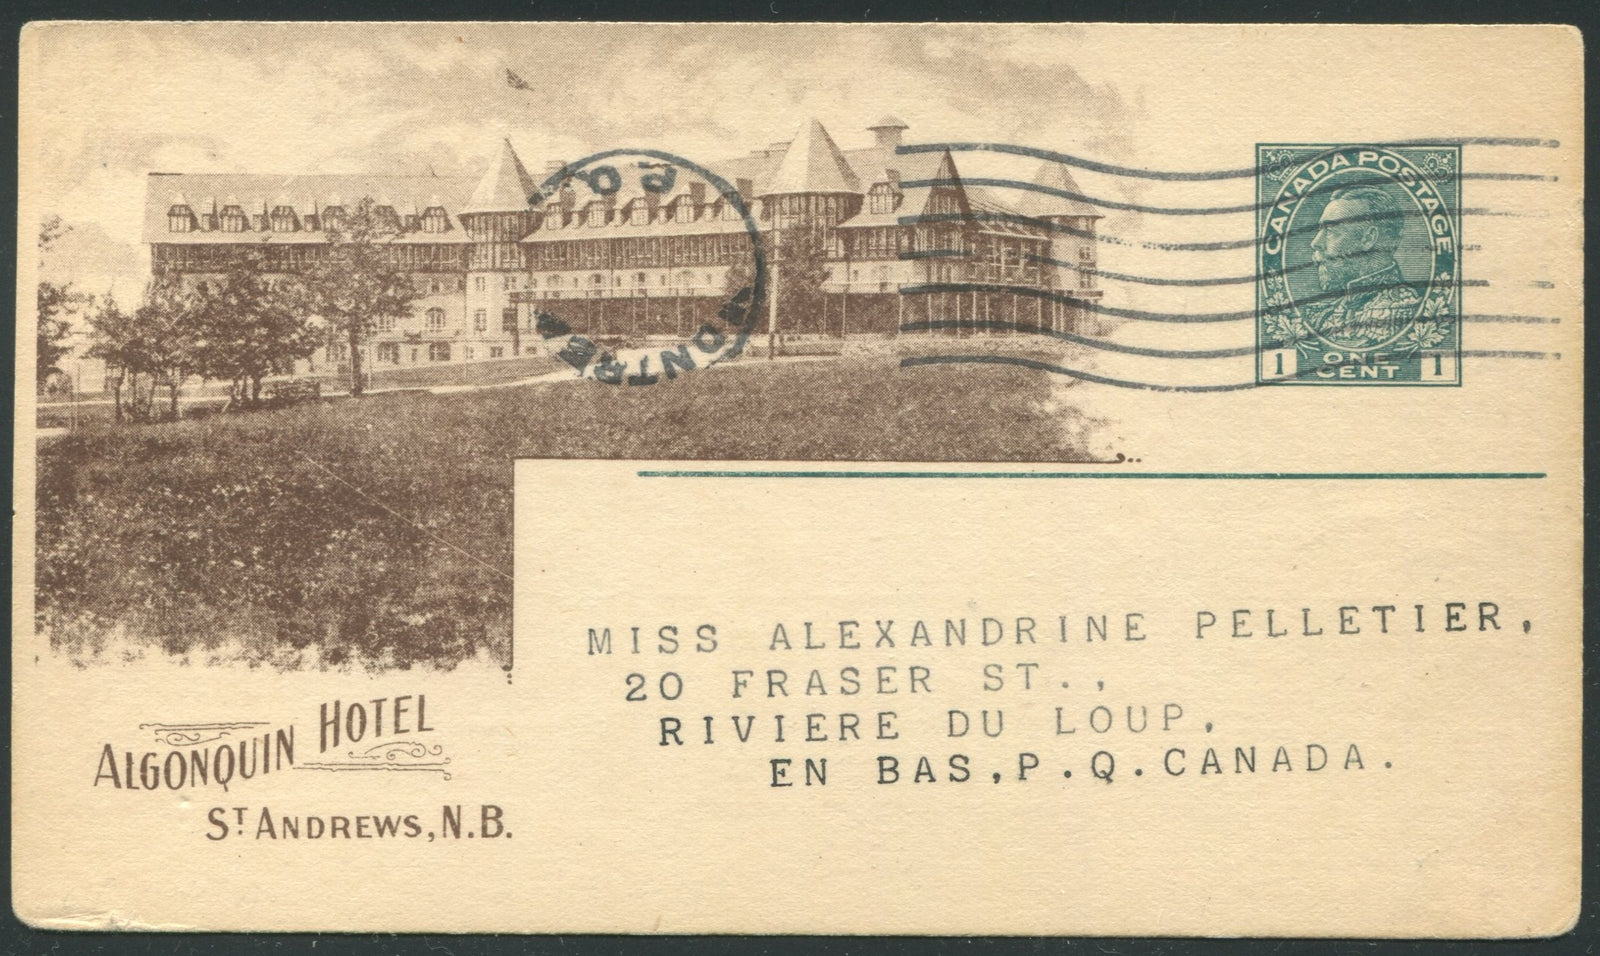 CANADA POSTAGE
1 ONE CENT 1
MONTREA
P.Q.
MISS ALEXANDRINE PELLETIER,
20 FRASER ST.,
RIVIERE DU LOUP,
EN BAS,P.Q.CANADA.
ALGONQUIN HOTEL
ST ANDREWS, N.B.